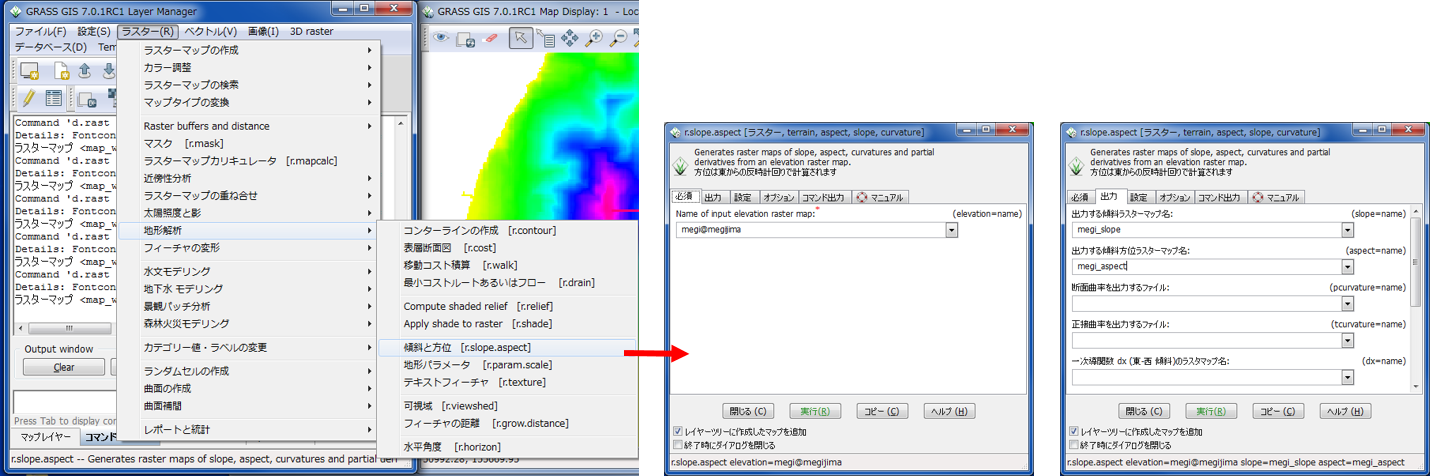 GRASS GIS 7.0.1RC1 Layer Manager
ファイル(F) 設定(S) ラスター(R) ベクトル(V) 画像(I) 3D raster
データベース(D)
Command 'd.rast
Details: Fontcon
ラスターマップ <map_w
Command 'd.rast
Details: Fontcon
ラスターマップ <map_w
Command 'd.rast
Details: Fontcon
ラスターマップ <map_w
Command 'd.rast
Details: Fontcon
ラスターマップ <map_w
Command 'd.rast
Details: Fontcon
ラスターマップ <map_w
Output window
Clear
Press Tab to display com
マップレイヤー コマンド
r.slope.aspect -- Generates raster maps of slope, aspect, curvatures and partial deri
ラスターマップの作成
カラー調整
ラスターマップの検索
マップタイプの変換
Raster buffers and distance
マスク [r.mask]
ラスターマップカリキュレータ [r.mapcalc]
近傍性分析
ラスターマップの重ね合せ
太陽照度と影
地形解析
フィーチャの変形
水文モデリング
地下水 モデリング
景観パッチ分析
森林火災モデリング
カテゴリー値・ラベルの変更
ランダムセルの作成
曲面の作成
曲面補間
レポートと統計
コンターラインの作成 [r.contour]
表層断面図 [r.cost]
移動コスト積算 [r.walk]
最小コストルートあるいはフロー [r.drain]
Compute shaded relief [r.relief]
Apply shade to raster [r.shade]
傾斜と方位 [r.slope.aspect]
地形パラメータ [r.param.scale]
テキストフィーチャ [r.texture]
可視域 [r.viewshed]
フィーチャの距離 [r.grow.distance]
水平角度 [r.horizon]
GRASS GIS 7.0.1RC1 Map Display: 1 - Loc
r.slope.aspect [ラスター, terrain, aspect, slope, curvature]
Generates raster maps of slope, aspect, curvatures and partial
derivatives from an elevation raster map.
方位は東からの反時計回りで計算されます
必須 出力 設定 オプション コマンド出力 マニュアル
Name of input elevation raster map:* (elevation=name)
megi@megijima
閉じる (C) 実行(R) コピー (C) ヘルプ (H)
レイヤーツリーに作成したマップを追加
終了時にダイアログを閉じる
r.slope.aspect elevation=megi@megijima
r.slope.aspect [ラスター, terrain, aspect, slope, curvature]
Generates raster maps of slope, aspect, curvatures and partial
derivatives from an elevation raster map.
方位は東からの反時計回りで計算されます
必須 出力 設定 オプション コマンド出力 マニュアル
出力する傾斜ラスターマップ名: (slope=name)
megi_slope
出力する傾斜方位ラスターマップ名: (aspect=name)
megi_aspect
断面曲率を出力するファイル: (pcurvature=name)
正接曲率を出力するファイル: (tcurvature=name)
一次導関数 dx (東-西 傾斜)のラスタマップ名: (dx=name)
閉じる (C) 実行(R) コピー (C) ヘルプ (H)
レイヤーツリーに作成したマップを追加
終了時にダイアログを閉じる
r.slope.aspect elevation=megi@megijima slope=megi_slope aspect=megi_aspect